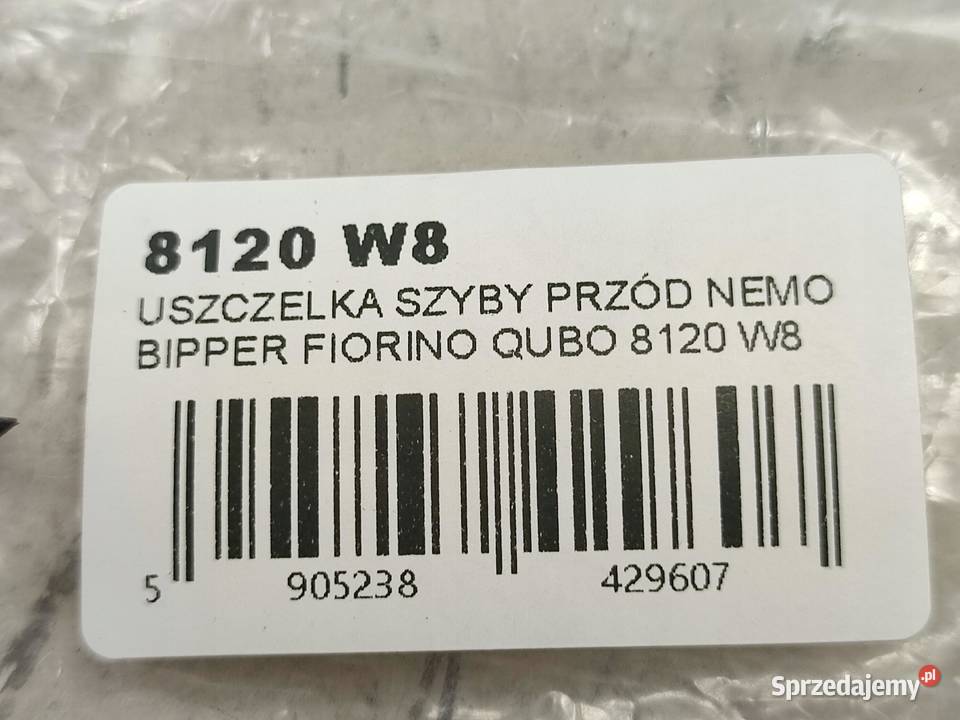 8120 W8
USZCZELKA SZYBY PRZÓD NEMO
BIPPER FIORINO QUBO 8120 W8
5 905238 429607
Sprzedajemy.pl